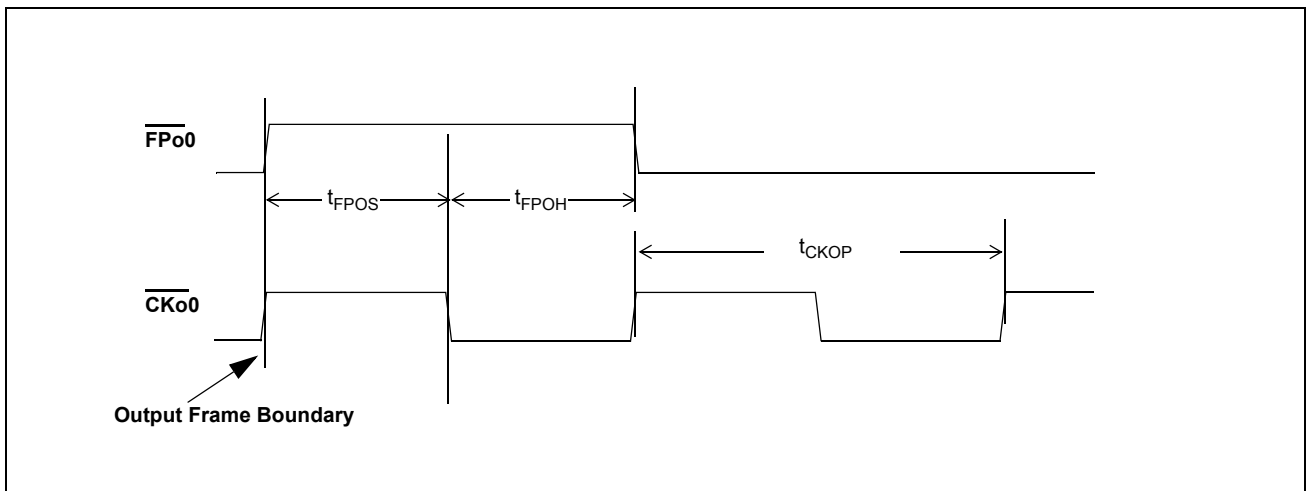 FPo0
tFPOS
tFPOH
tCKOP
CKo0
Output Frame Boundary